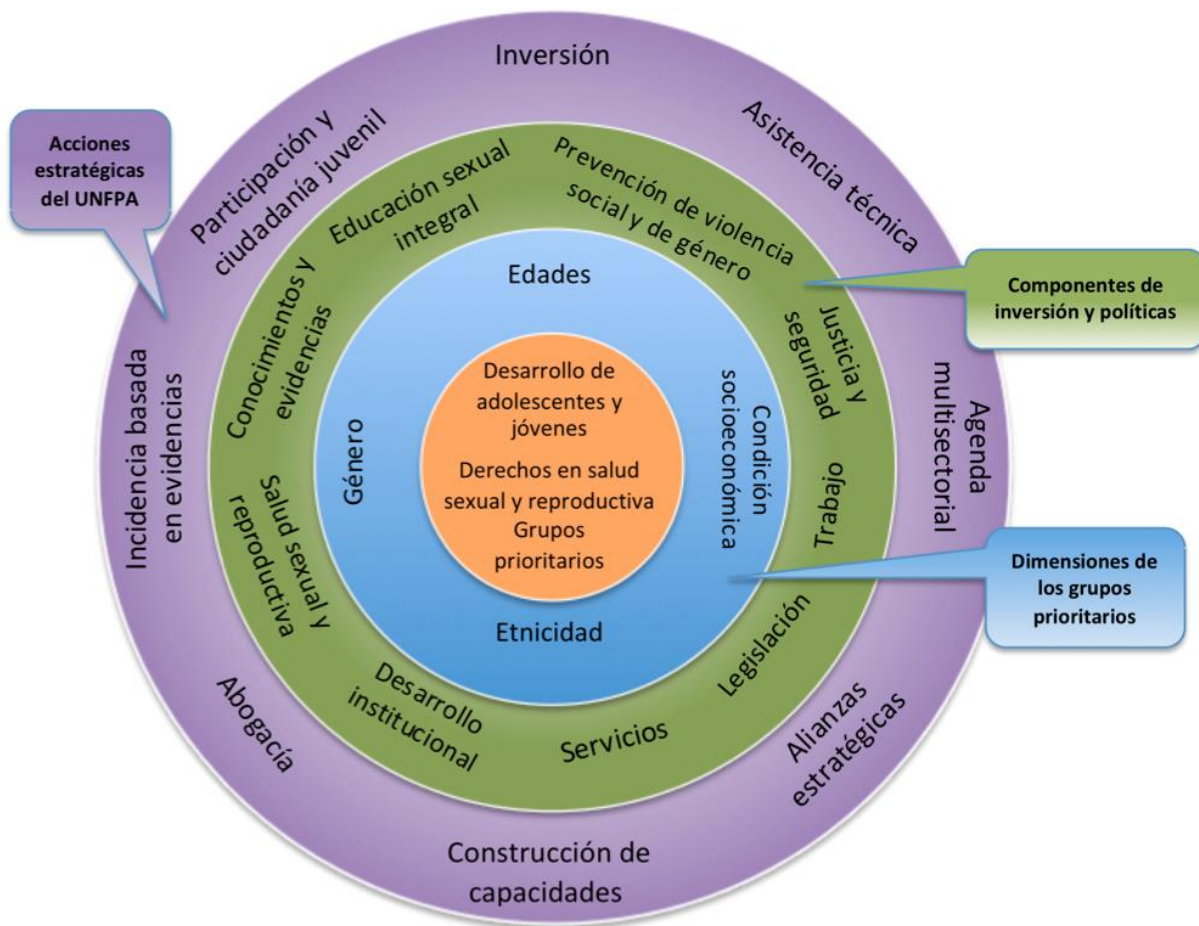 Inversión
Asistencia técnica
Agenda
multisectorial
Alianzas
estratégicas
Construcción de
capacidades
Abogacía
Incidencia basada
en evidencias
Participación y
ciudadanía juvenil
Acciones
estratégicas
del UNFPA
Educación sexual
integral
Prevención de violencia
social y de género
Justicia y
seguridad
Trabajo
Legislación
Servicios
Desarrollo
institucional
Salud sexual y
reproductiva
Conocimientos y
evidencias
Componentes de
inversión y políticas
Edades
Condición
socioeconómica
Etnicidad
Género
Dimensiones de
los grupos
prioritarios
Desarrollo de
adolescentes y
jóvenes
Derechos en salud
sexual y reproductiva
Grupos
prioritarios